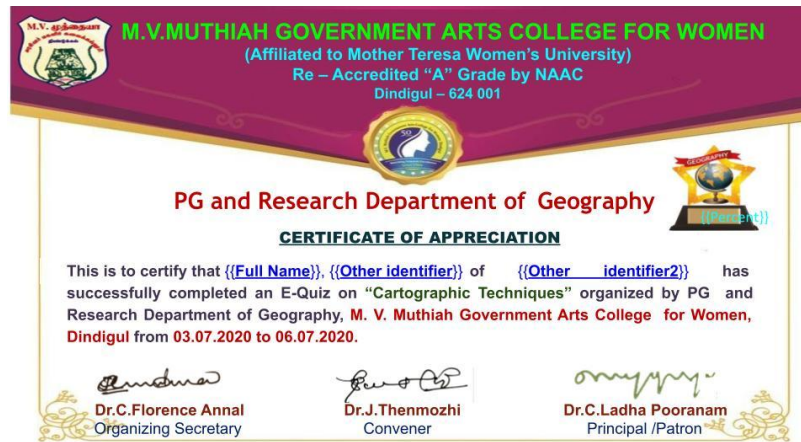 M.V. முத்தையா
M.V.MUTHIAH GOVERNMENT ARTS COLLEGE FOR WOMEN
(Affiliated to Mother Teresa Women's University)
Re – Accredited "A" Grade by NAAC
Dindigul – 624 001
50
GEOGRAPHY
PG and Research Department of Geography
{{Percent}}
CERTIFICATE OF APPRECIATION
This is to certify that {{Full Name}}, {{Other identifier}} of {{Other identifier2}} has
successfully completed an E-Quiz on "Cartographic Techniques" organized by PG and
Research Department of Geography, M. V. Muthiah Government Arts College for Women,
Dindigul from 03.07.2020 to 06.07.2020.
Dr.C.Florence Annal Dr.J.Thenmozhi Dr.C.Ladha Pooranam
Organizing Secretary Convener Principal /Patron